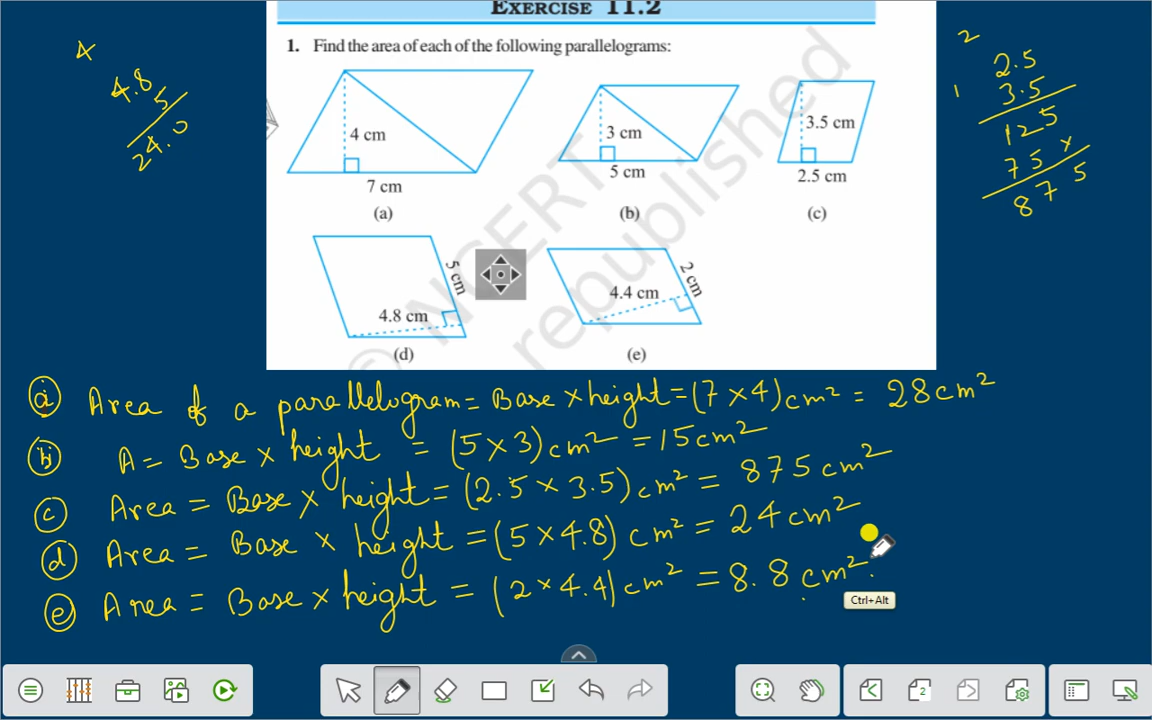 EXERCISE 11.2
1. Find the area of each of the following parallelograms:
4 cm
7 cm
(a)
3 cm
5 cm
(b)
3.5 cm
2.5 cm
(c)
5 cm
4.8 cm
(d)
2 cm
4.4 cm
(e)
© NCERT
republished
4
4.8
5
24.0
2
2.5
1 3.5
125
75×
875
(a) Area of a parallelogram = Base × height = (7 × 4) cm² = 28 cm²
(b) A = Base × height = (5 × 3) cm² = 15 cm²
(c) Area = Base × height = (2.5 × 3.5) cm² = 875 cm²
(d) Area = Base × height = (5 × 4.8) cm² = 24 cm²
(e) Area = Base × height = (2 × 4.4) cm² = 8.8 cm².
Ctrl+Alt
2